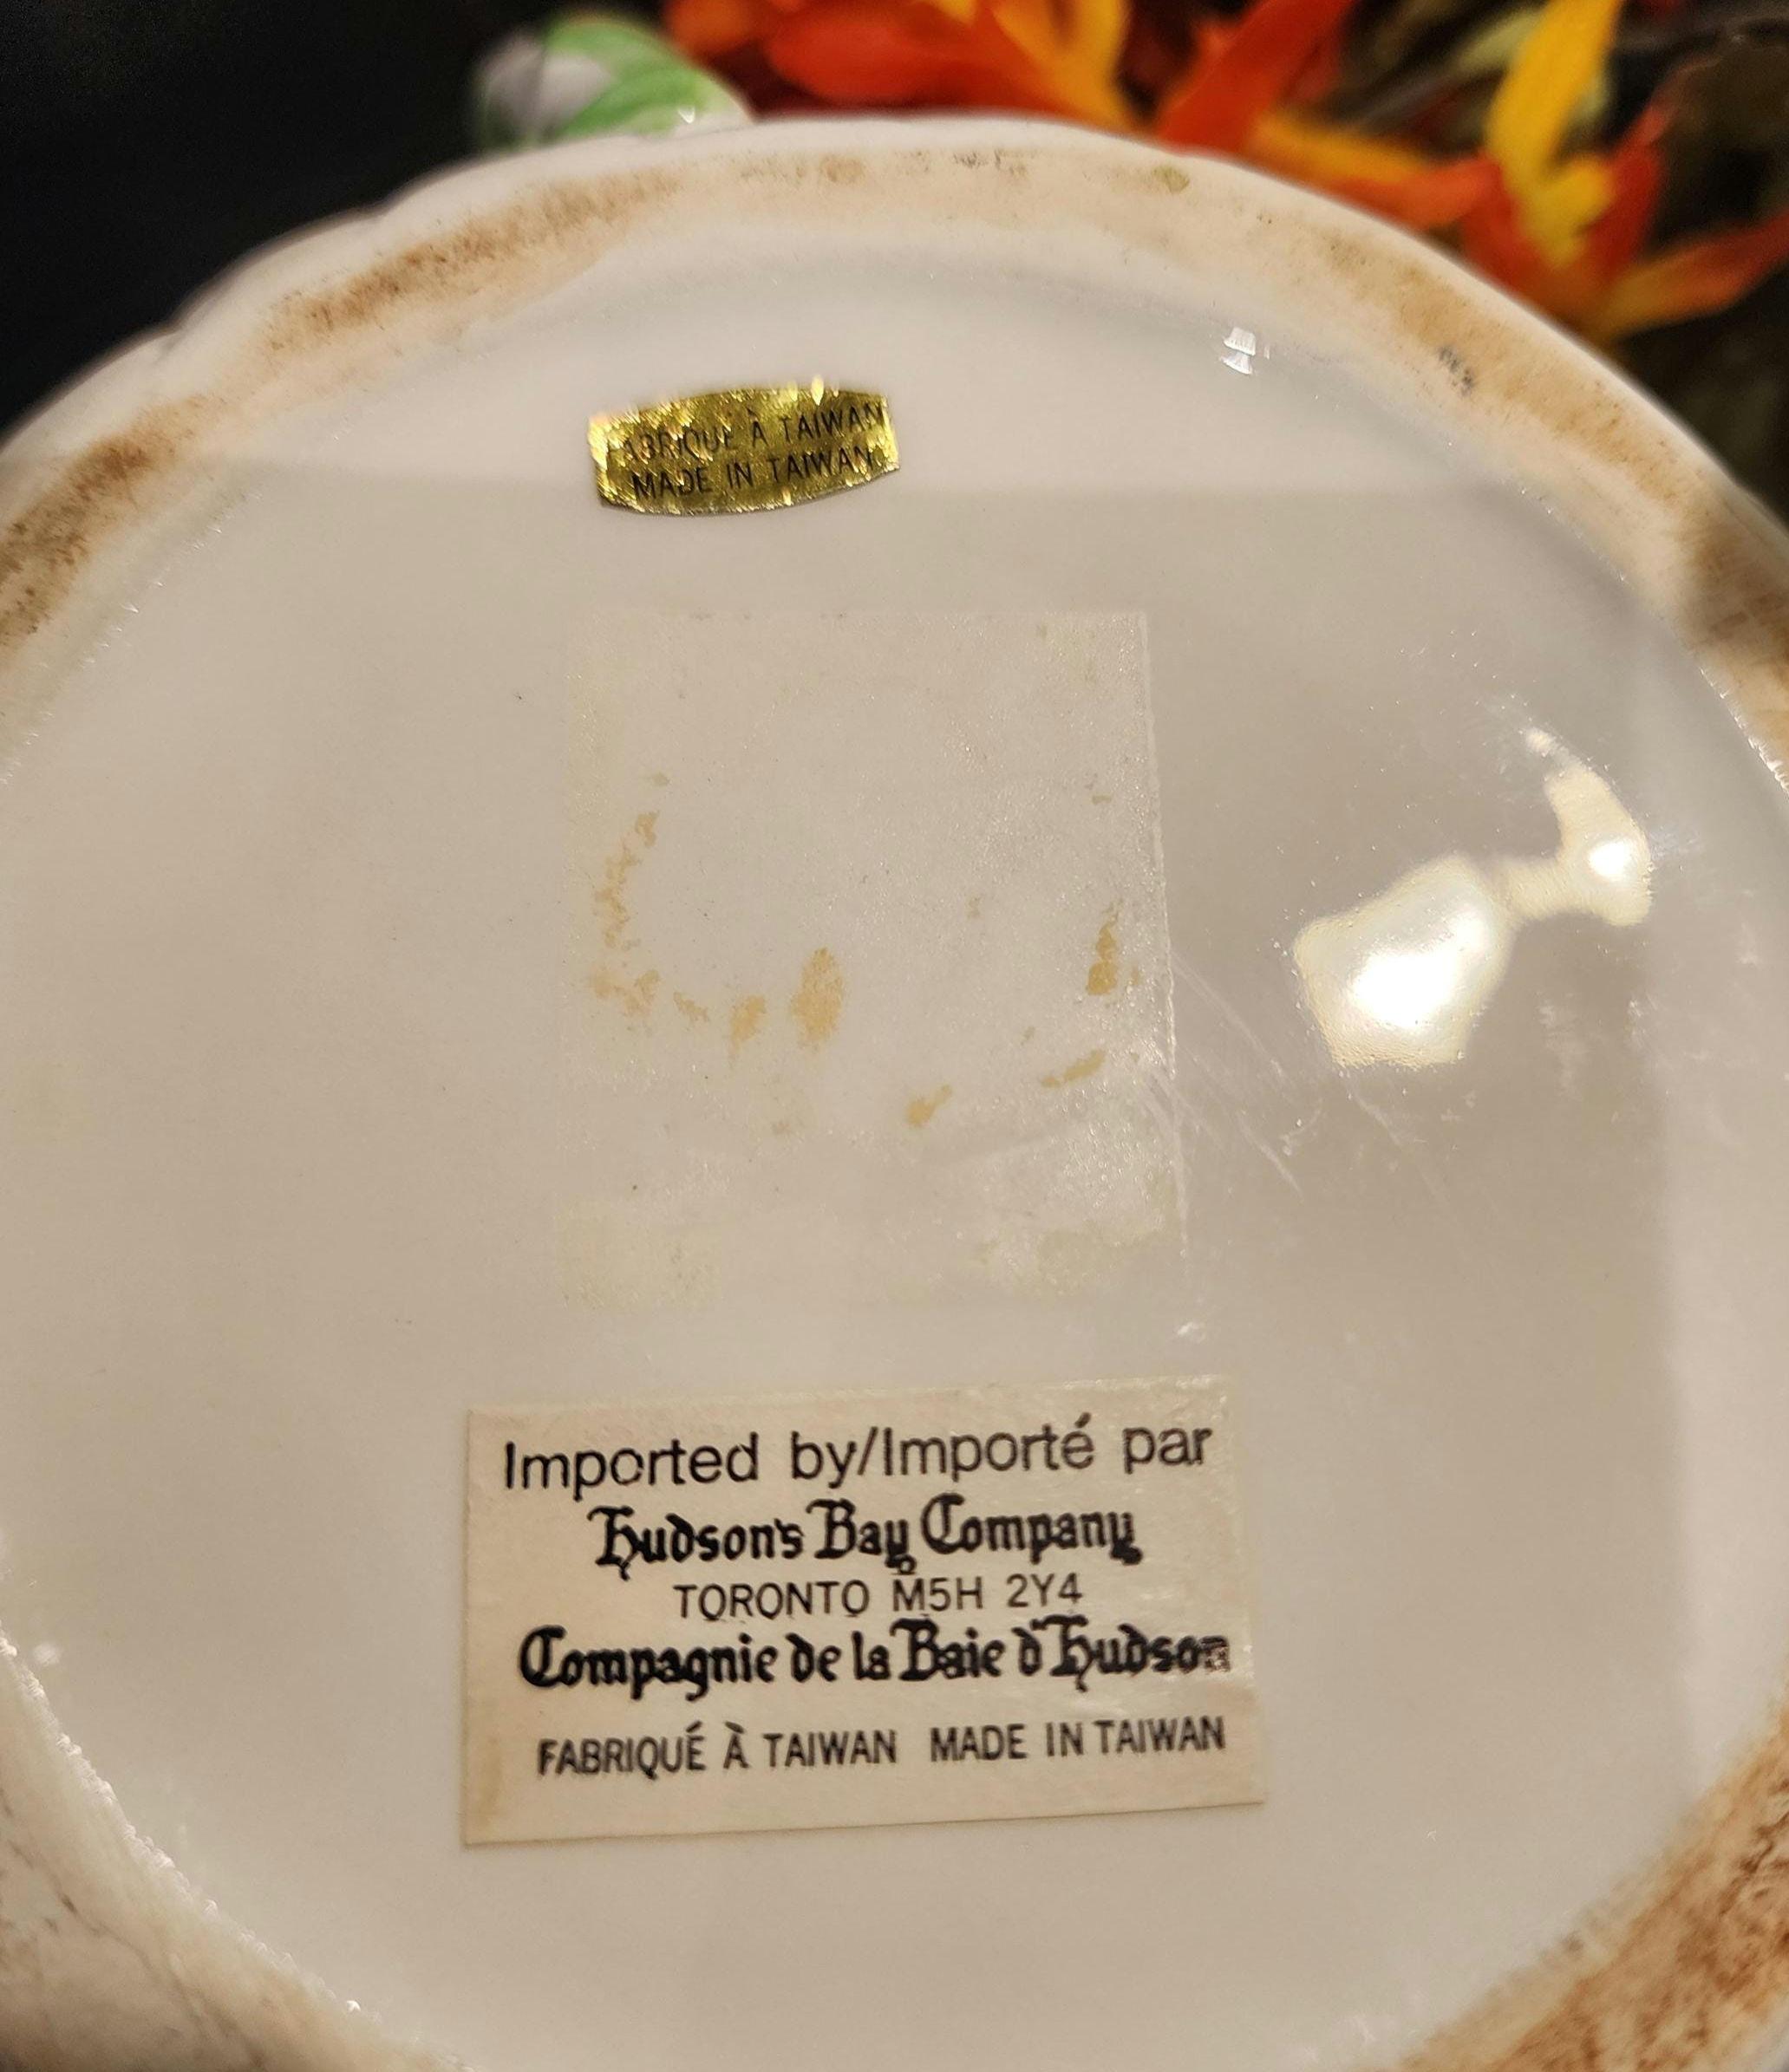 FABRIQUÉ À TAIWAN
MADE IN TAIWAN
Imported by/Importé par
Hudson's Bay Company
TORONTO M5H 2Y4
Compagnie de la Baie d'Hudson
FABRIQUÉ À TAIWAN MADE IN TAIWAN